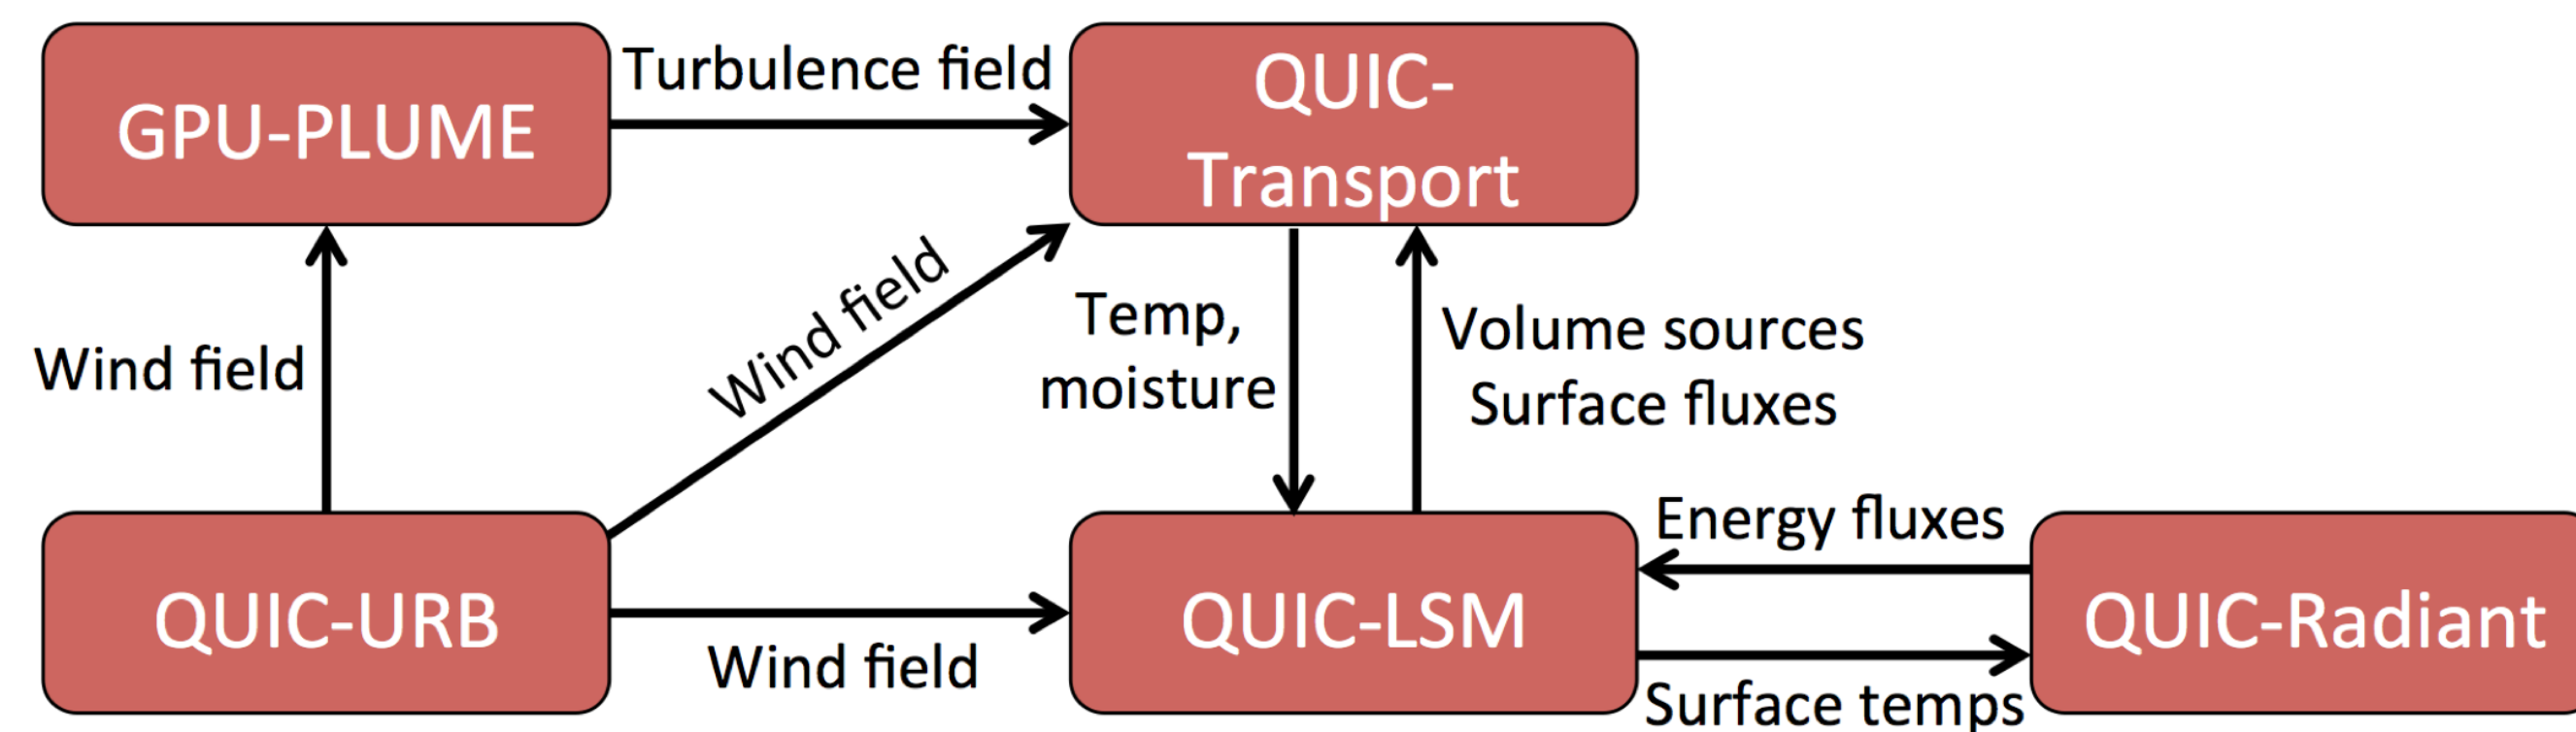 GPU-PLUME
Turbulence field
QUIC-
Transport
Wind field
Wind field
Temp,
moisture
Volume sources
Surface fluxes
QUIC-URB
Wind field
QUIC-LSM
Energy fluxes
Surface temps
QUIC-Radiant